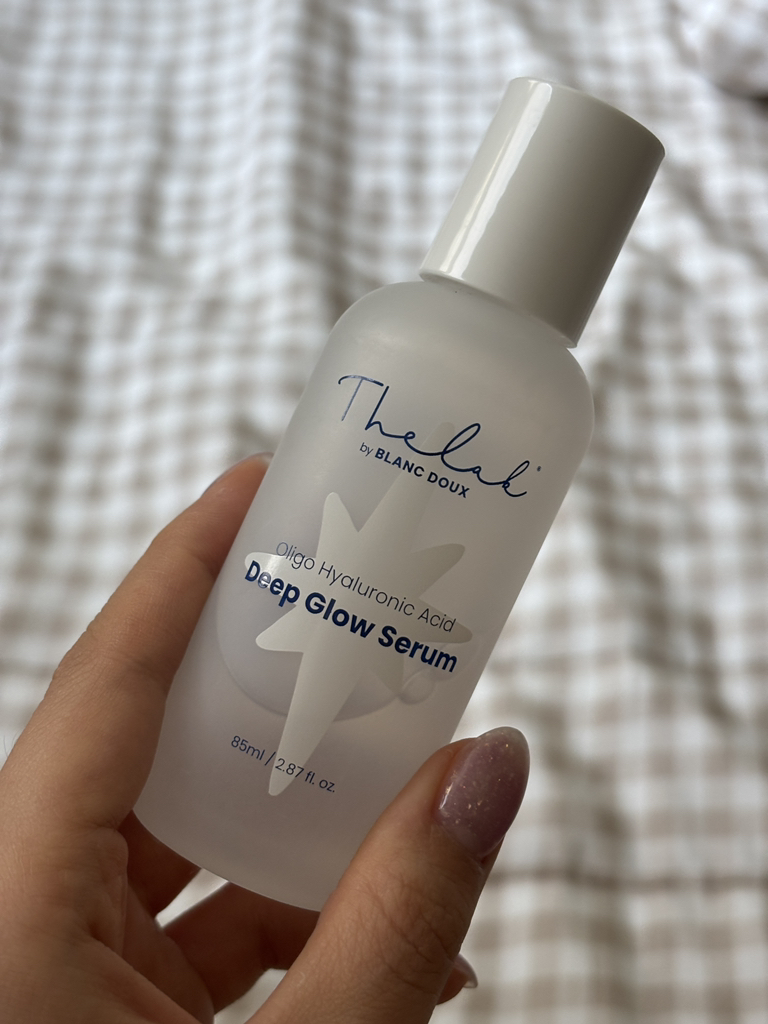 Thelak
by BLANC DOUX
Oligo Hyaluronic Acid
Deep Glow Serum
85ml / 2.87 fl. oz.